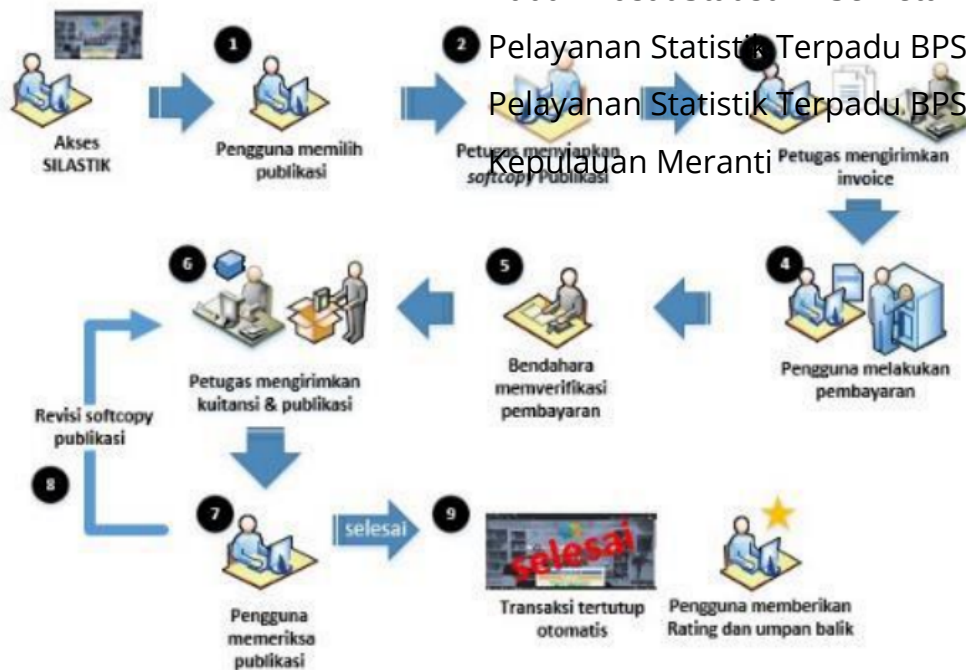 Pelayanan Statistik Terpadu BPS
Pelayanan Statistik Terpadu BPS
Kepulauan Meranti
Akses
SILASTIK
1
Pengguna memilih
publikasi
2
Petugas menyiapkan
softcopy Publikasi
3
Petugas mengirimkan
invoice
4
Pengguna melakukan
pembayaran
5
Bendahara
memverifikasi
pembayaran
6
Petugas mengirimkan
kuitansi & publikasi
7
Pengguna
memeriksa
publikasi
8
Revisi softcopy
publikasi
selesai
9
selesai
Transaksi tertutup
otomatis
Pengguna memberikan
Rating dan umpan balik